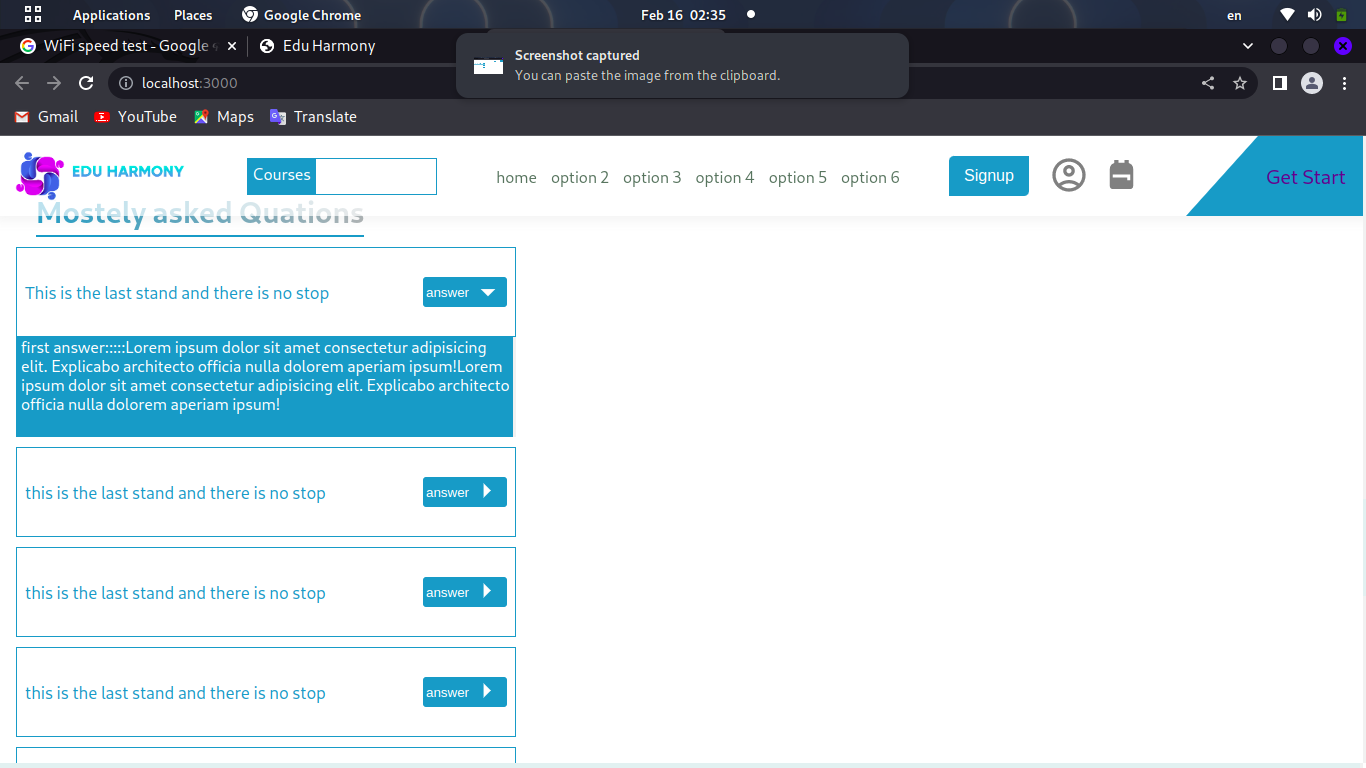 Applications Places Google Chrome Feb 16 02:35 en
WiFi speed test - Google Edu Harmony
Screenshot captured
You can paste the image from the clipboard.
localhost:3000
Gmail YouTube Maps Translate
EDU HARMONY Courses home option 2 option 3 option 4 option 5 option 6 Signup Get Start
Mostely asked Quations
This is the last stand and there is no stop answer
first answer:::::Lorem ipsum dolor sit amet consectetur adipisicing
elit. Explicabo architecto officia nulla dolorem aperiam ipsum!Lorem
ipsum dolor sit amet consectetur adipisicing elit. Explicabo architecto
officia nulla dolorem aperiam ipsum!
this is the last stand and there is no stop answer
this is the last stand and there is no stop answer
this is the last stand and there is no stop answer